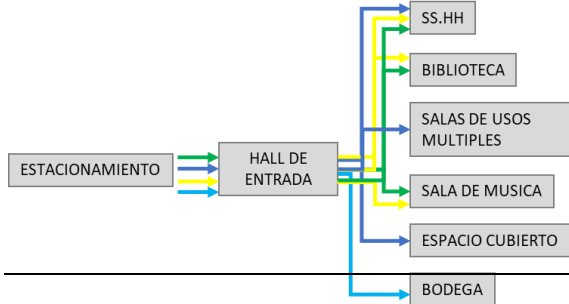 SS.HH
BIBLIOTECA
SALAS DE USOS
MULTIPLES
ESTACIONAMIENTO
HALL DE
ENTRADA
SALA DE MUSICA
ESPACIO CUBIERTO
BODEGA